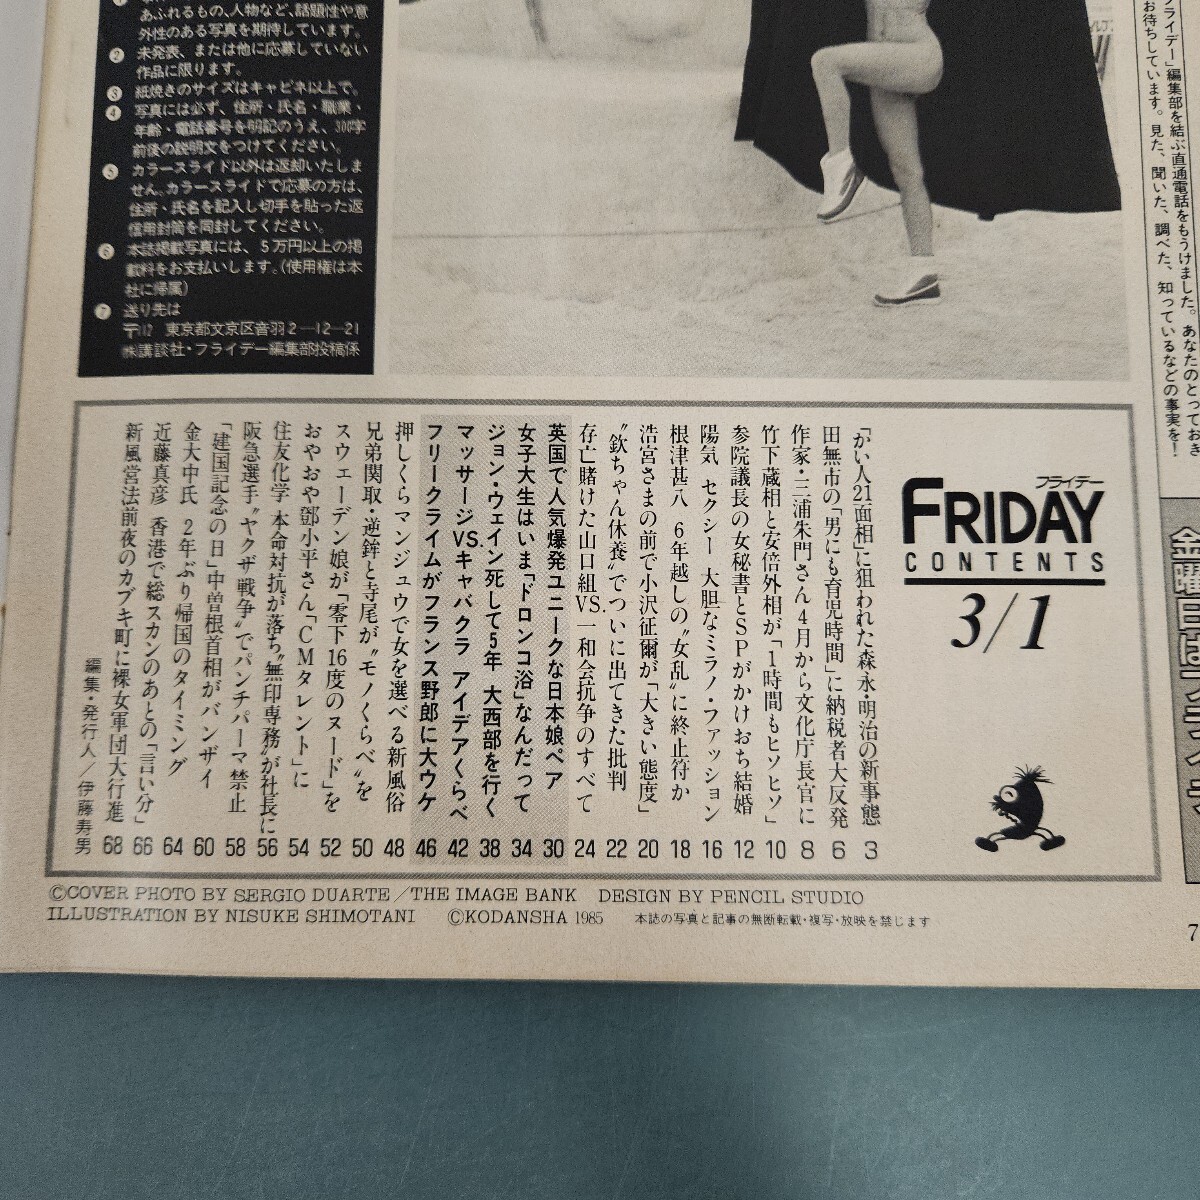 あふれるもの、人物など、話題性や意
外性のある写真を期待しています。
❷ 未発表、または他に応募していない
作品に限ります。
❸ 紙焼きのサイズはキャビネ以上で。
❹ 写真には必ず、住所・氏名・職業・
年齢・電話番号を明記のうえ、300字
前後の説明文をつけてください。
❺ カラースライド以外は返却いたしま
せん。カラースライドで応募の方は、
住所・氏名を記入し切手を貼った返
信用封筒を同封してください。
❻ 本誌掲載写真には、5万円以上の掲
載料をお支払いします。(使用権は本
社に帰属)
❼ 送り先は
〒112 東京都文京区音羽2―12―21
㈱講談社・フライデー編集部投稿係
フライデー」編集部を結ぶ直通電話をもうけました。あなたのとっておき
お待ちしています。見た、聞いた、調べた、知っているなどの事実を!
フライデー
FRIDAY
CONTENTS
3/1
「かい人21面相」に狙われた森永・明治の新事態 3
田無市の「男にも育児時間」に納税者大反発 6
作家・三浦朱門さん4月から文化庁長官に 8
竹下蔵相と安倍外相が「1時間もヒソヒソ」 10
参院議長の女秘書とSPがかけおち結婚 12
陽気 セクシー 大胆なミラノ・ファッション 16
根津甚八 6年越しの“女乱”に終止符か 18
浩宮さまの前で小沢征爾が「大きい態度」 20
“欽ちゃん休養”でついに出てきた批判 22
存亡賭けた山口組VS.一和会抗争のすべて 24
英国で人気爆発ユニークな日本娘ペア 30
女子大生はいま「ドロンコ浴」なんだって 34
ジョン・ウェイン死して5年 大西部を行く 38
マッサージVS.キャバクラ アイデアくらべ 42
フリークライムがフランス野郎に大ウケ 46
押しくらマンジュウで女を選べる新風俗 48
兄弟関取・逆鉾と寺尾が“モノくらべ”を 50
スウェーデン娘が「零下16度のヌード」を 52
おやおや鄧小平さん「CMタレント」に 54
住友化学 本命対抗が落ち“無印専務”が社長に 56
阪急選手“ヤクザ戦争”でパンチパーマ禁止 58
「建国記念の日」中曽根首相がバンザイ 60
金大中氏 2年ぶり帰国のタイミング 64
近藤真彦 香港で総スカンのあとの「言い分」 66
新風営法前夜のカブキ町に裸女軍団大行進 68
編集・発行人/伊藤寿男
©COVER PHOTO BY SERGIO DUARTE/THE IMAGE BANK DESIGN BY PENCIL STUDIO
ILLUSTRATION BY NISUKE SHIMOTANI ©KODANSHA 1985 本誌の写真と記事の無断転載・複写・放映を禁じます
7